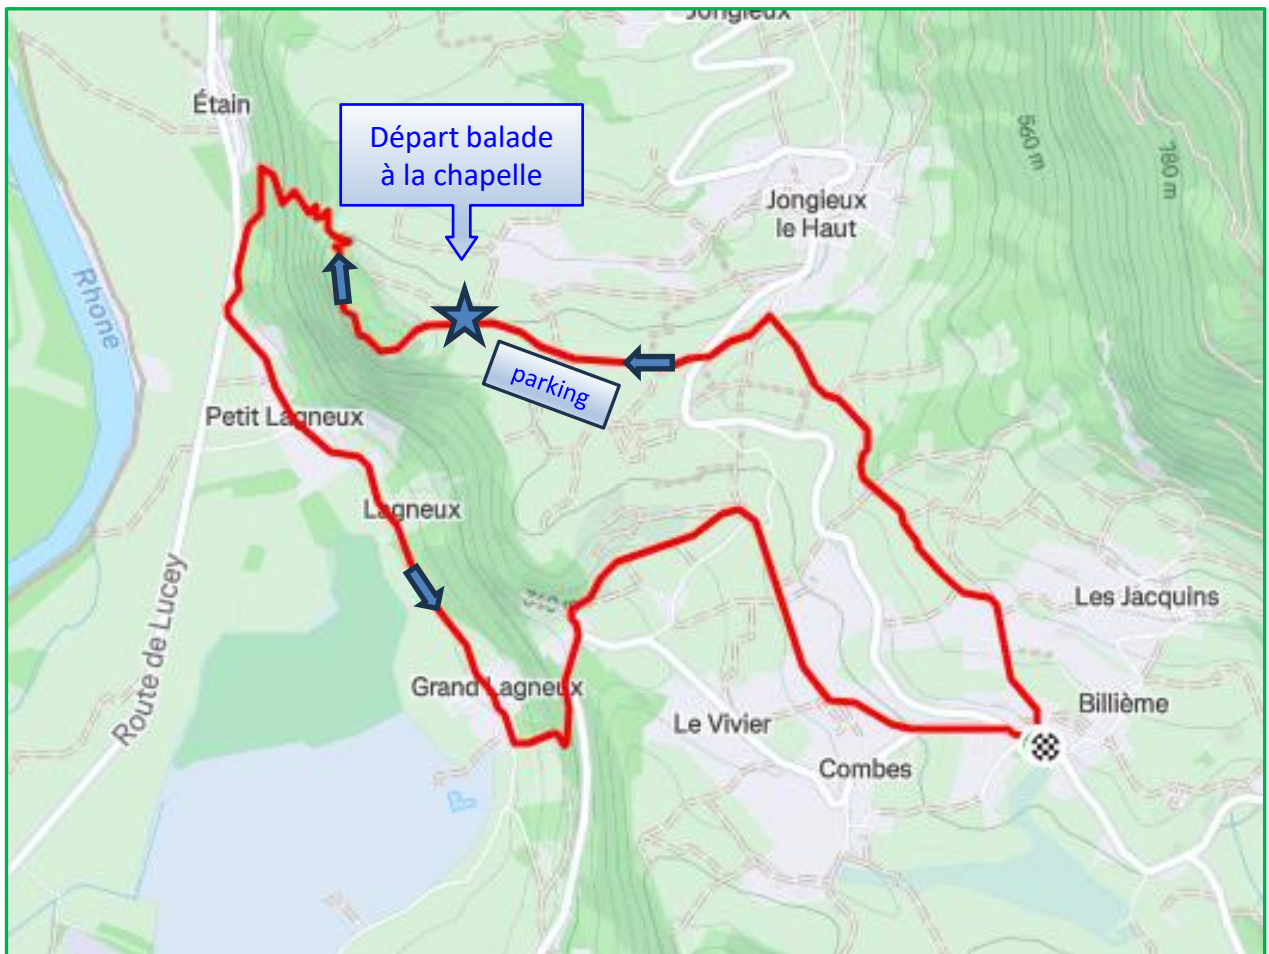 Jongieux
Étain
Départ balade
à la chapelle
560 m
780 m
Jongieux
le Haut
Rhone
parking
Petit Lagneux
Lagneux
Route de Lucey
Les Jacquins
Grand Lagneux
Billième
Le Vivier
Combes